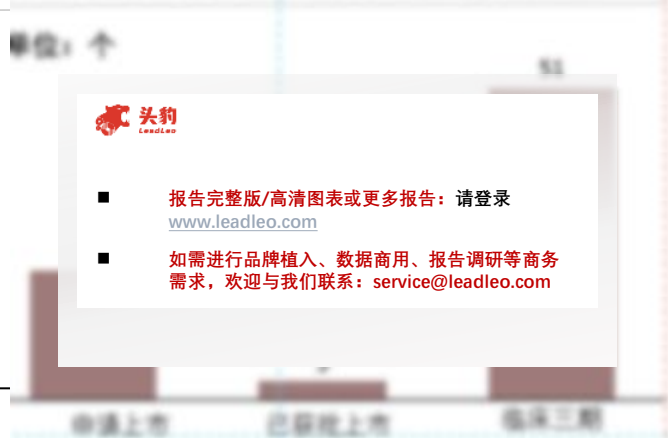 单位：个
51
头豹
LeadLeo
■ 报告完整版/高清图表或更多报告：请登录
www.leadleo.com
■ 如需进行品牌植入、数据商用、报告调研等商务
需求，欢迎与我们联系：service@leadleo.com
申请上市 已获批上市 临床三期